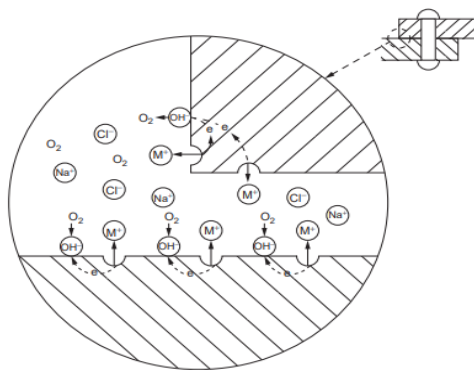 O₂ OH⁻ e e
Cl⁻
O₂ O₂ M⁺
Na⁺
Cl⁻ Na⁺ M⁺ Cl⁻
Na⁺
O₂ M⁺ O₂ M⁺ O₂ M⁺
OH⁻ OH⁻ OH⁻
e e e